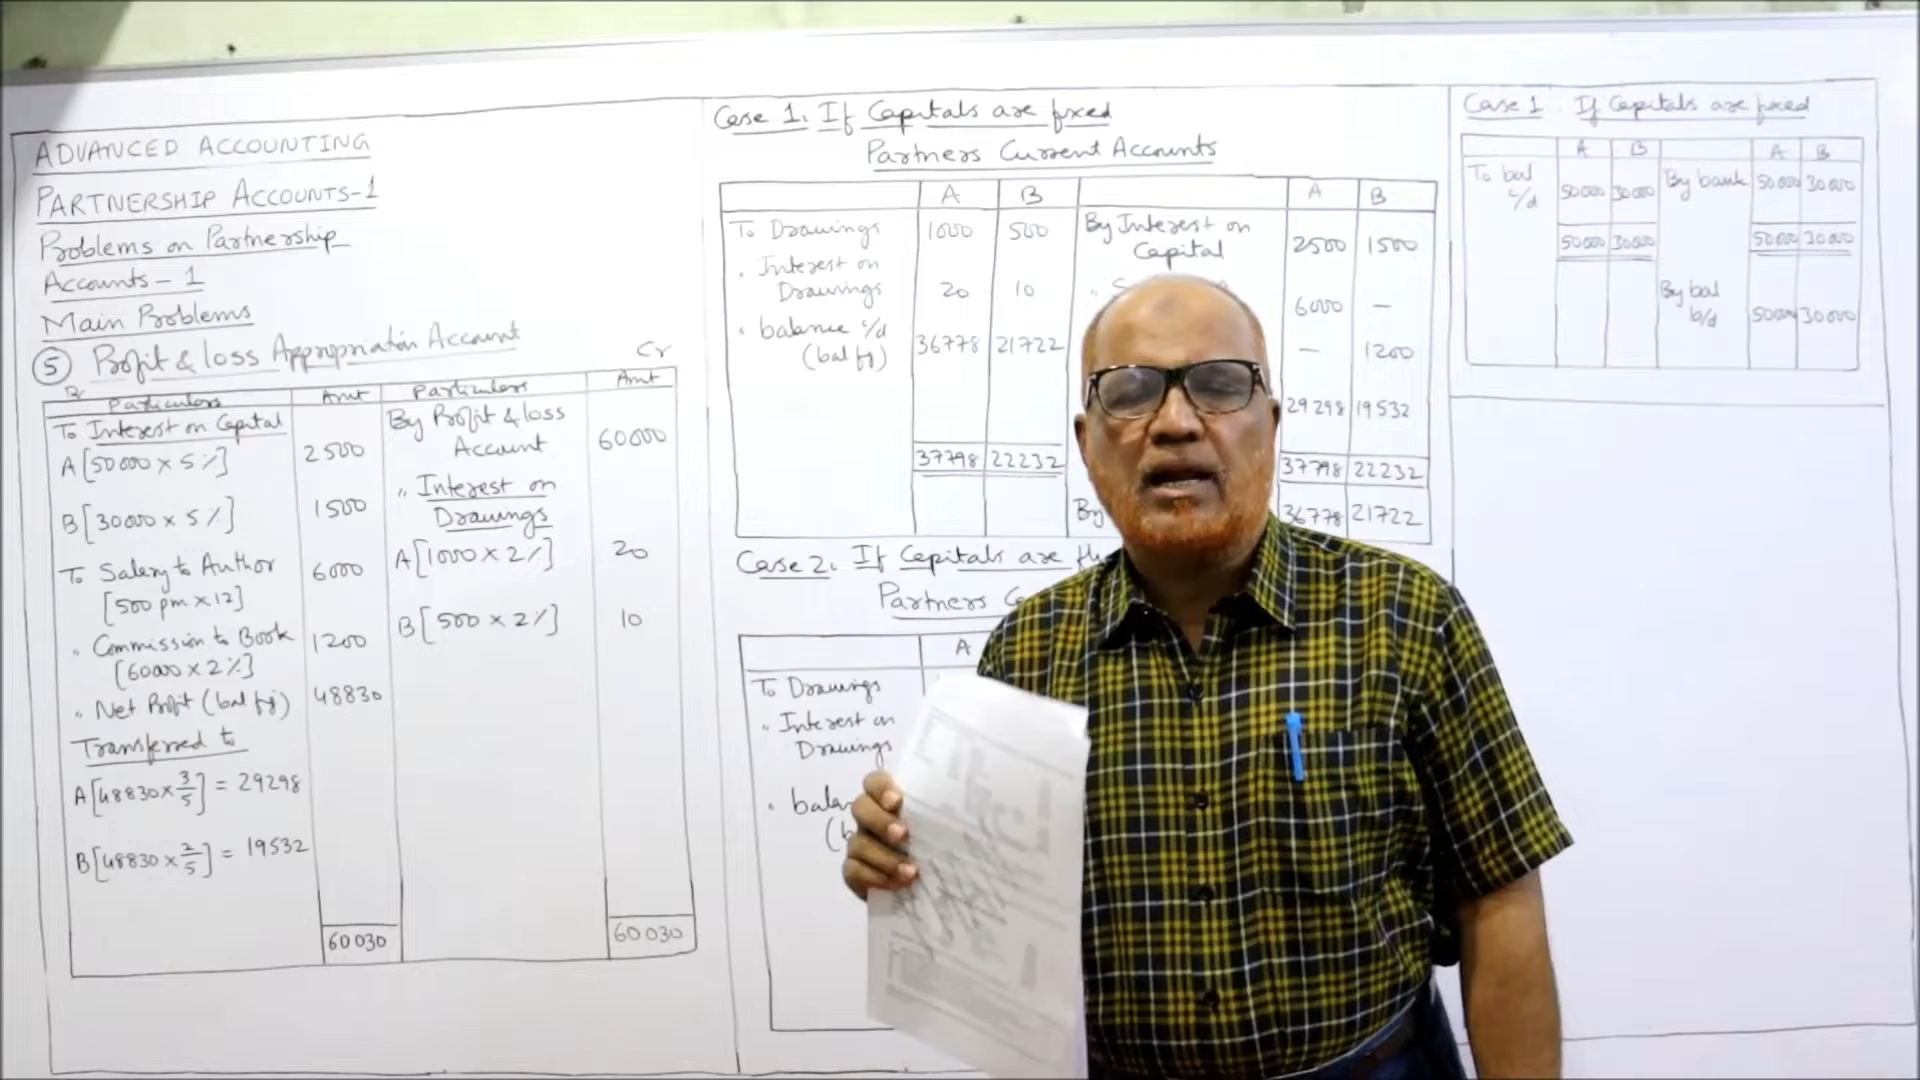 ADVANCED ACCOUNTING
PARTNERSHIP ACCOUNTS-1
Problems on Partnership
Accounts - 1
Main Problems
5 Profit & loss Appropriation Account
Dr Cr
Particulars Amt Particulars Amt
To Interest on Capital
A [50000 × 5%] 2500
B [30000 × 5%] 1500
To Salary to Author 6000
[500 pm × 12]
" Commission to Book 1200
[60000 × 2%]
" Net Profit (bal fg) 48830
Transferred to
A [48830 × 3/5] = 29298
B [48830 × 2/5] = 19532
60030
By Profit & loss
Account 60000
" Interest on
Drawings
A [1000 × 2%] 20
B [500 × 2%] 10
60030
Case 1. If Capitals are fixed
Partners Current Accounts
A B A B
To Drawings 1000 500
" Interest on
Drawings 20 10
" balance c/d 36778 21722
(bal fg)
37798 22232
By Interest on
Capital 2500 1500
6000 —
— 1200
29298 19532
37798 22232
By 36778 21722
Case 2. If Capitals are
Partners
A
To Drawings
" Interest on
Drawings
Case 1. If Capitals are fixed
A B A B
To bal c/d 50000 30000 By bank 50000 30000
50000 30000 50000 30000
By bal b/d 50000 30000